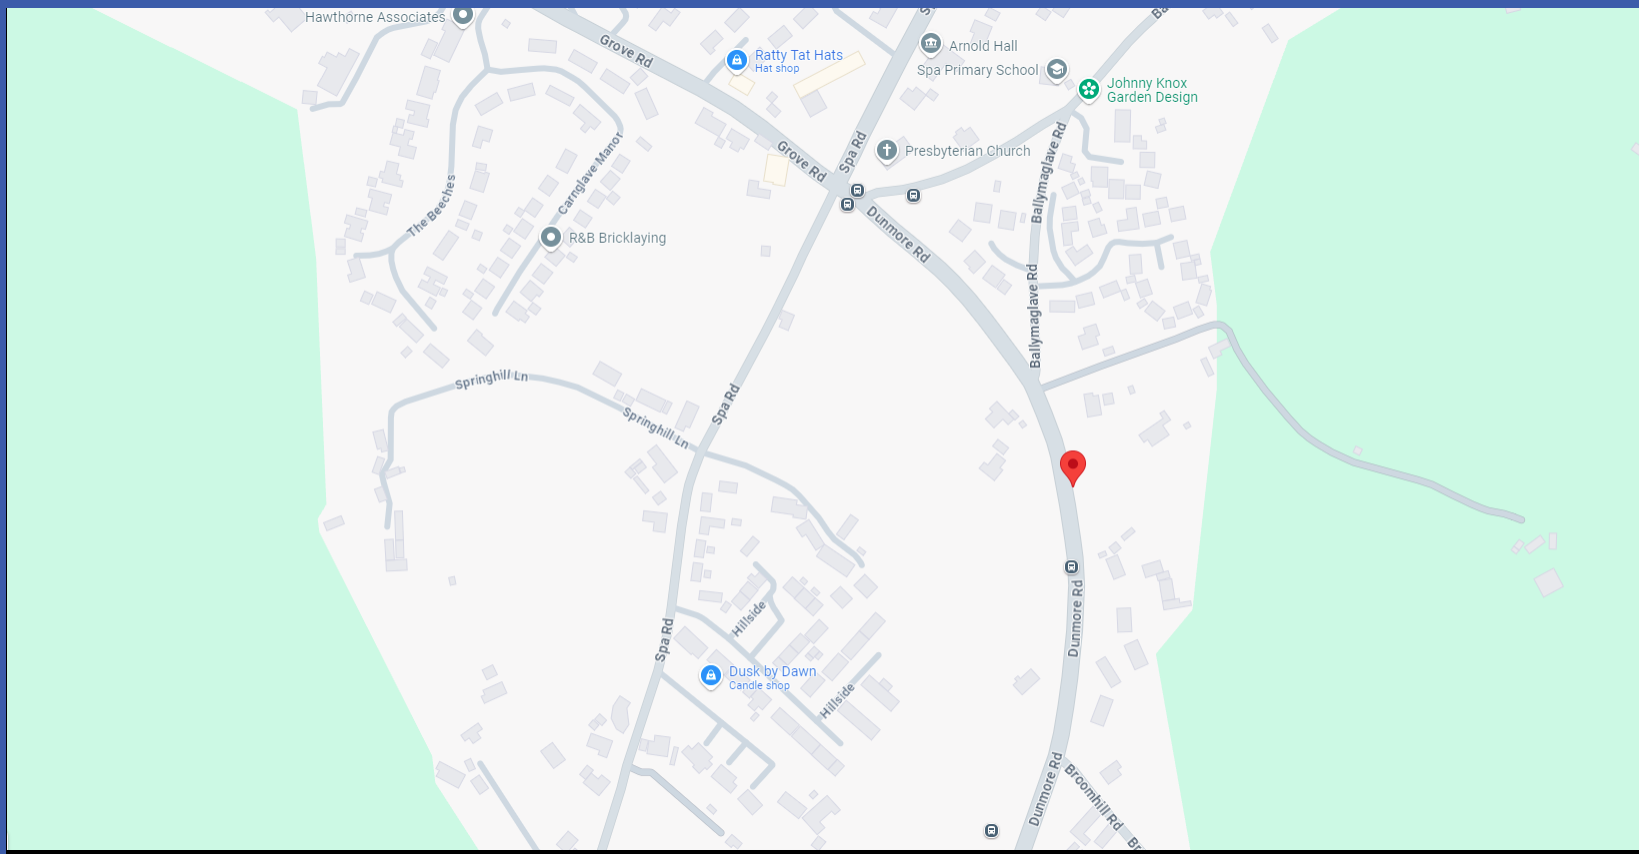 Hawthorne Associates
Grove Rd
Ratty Tat Hats
Hat shop
Arnold Hall
Spa Primary School
Johnny Knox
Garden Design
Grove Rd
Spa Rd
Presbyterian Church
Carnglave Manor
The Beeches
Ballymaglave Rd
R&B Bricklaying
Dunmore Rd
Ballymaglave Rd
Springhill Ln
Spa Rd
Springhill Ln
Hillside
Dunmore Rd
Spa Rd
Dusk by Dawn
Candle shop
Hillside
Dunmore Rd
Broomhill Rd